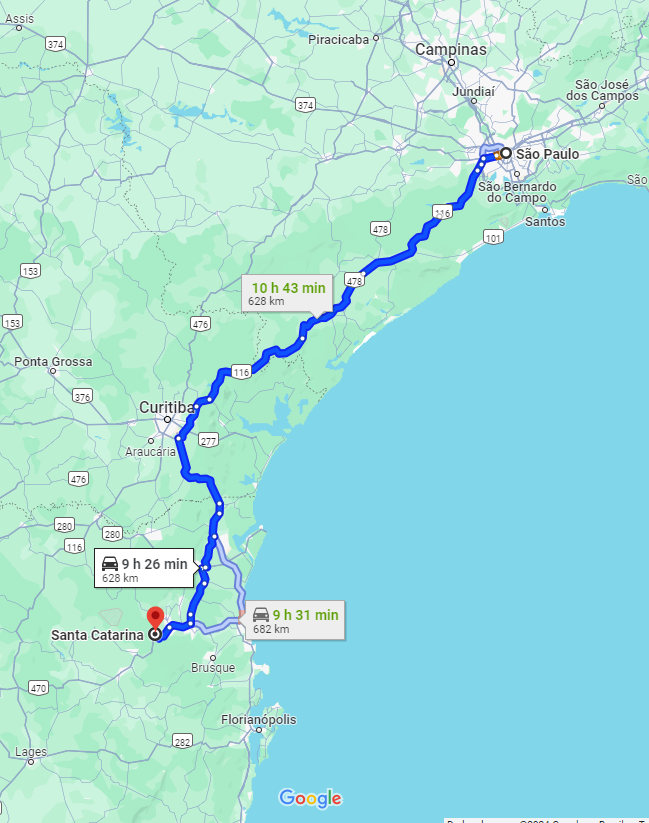 Assis
374
Piracicaba
Campinas
Jundiaí
São José
dos Campos
374
São Paulo
São Bernardo
do Campo
São
116
Santos
478
101
153
478
10 h 43 min
628 km
153
476
Ponta Grossa
116
376
Curitiba
277
Araucária
476
280
280
116
9 h 26 min
628 km
9 h 31 min
682 km
Santa Catarina
Brusque
470
Florianópolis
282
Lages
Google